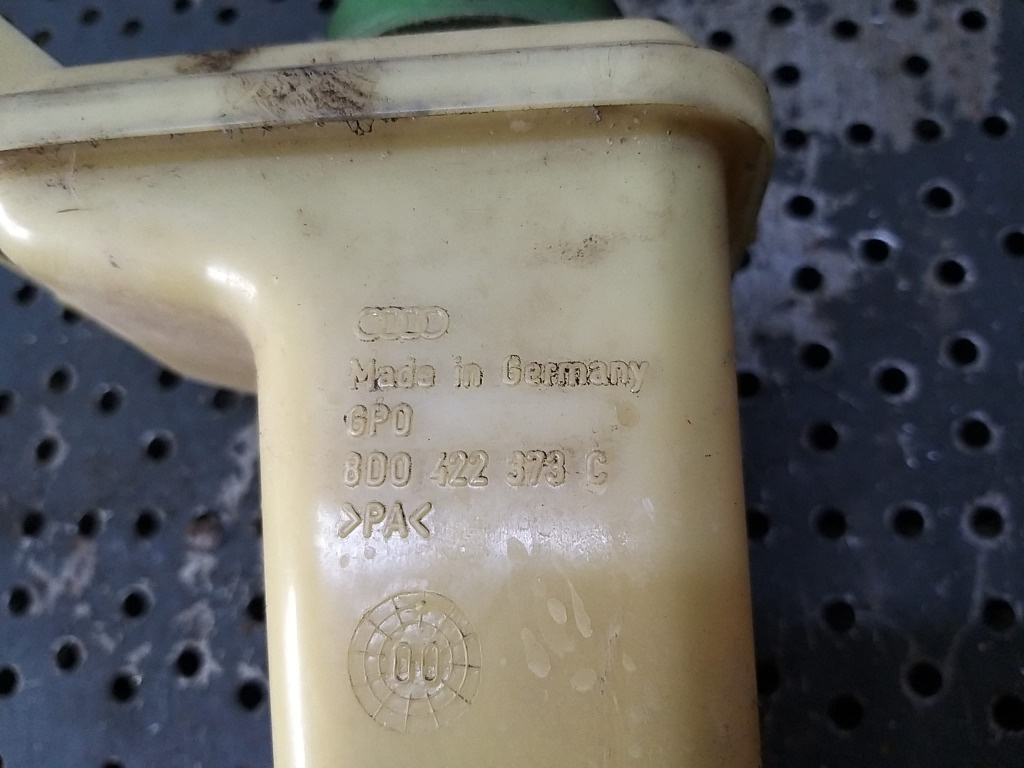 Made in Germany
GPO
8D0 422 373 C
>PA<
00